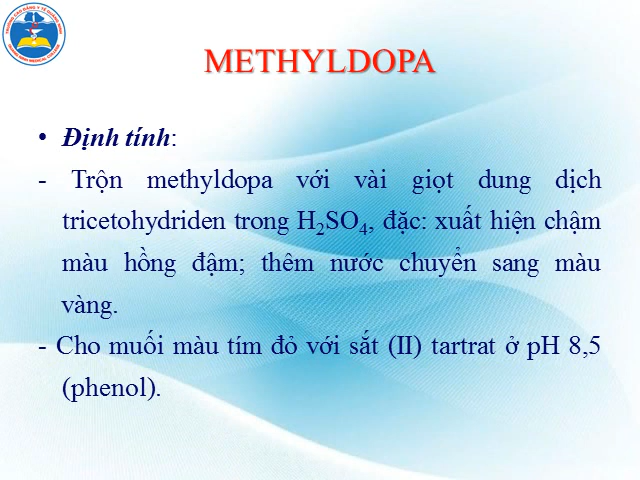 METHYLDOPA
• Định tính:
- Trộn methyldopa với vài giọt dung dịch
tricetohydriden trong H₂SO₄, đặc: xuất hiện chậm
màu hồng đậm; thêm nước chuyển sang màu
vàng.
- Cho muối màu tím đỏ với sắt (II) tartrat ở pH 8,5
(phenol).